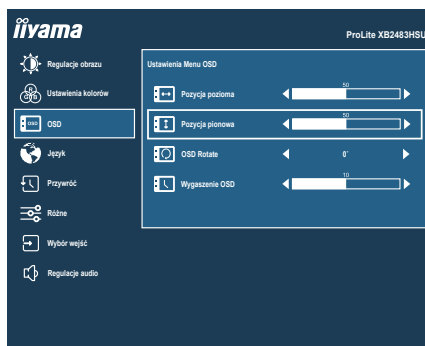 iiyama
ProLite XB2483HSU
Regulacje obrazu
Ustawienia kolorów
OSD
Język
Przywróć
Różne
Wybór wejść
Regulacje audio
Ustawienia Menu OSD
Pozycja pozioma
50
Pozycja pionowa
50
OSD Rotate
0°
Wygaszenie OSD
10
R
G B
OSD